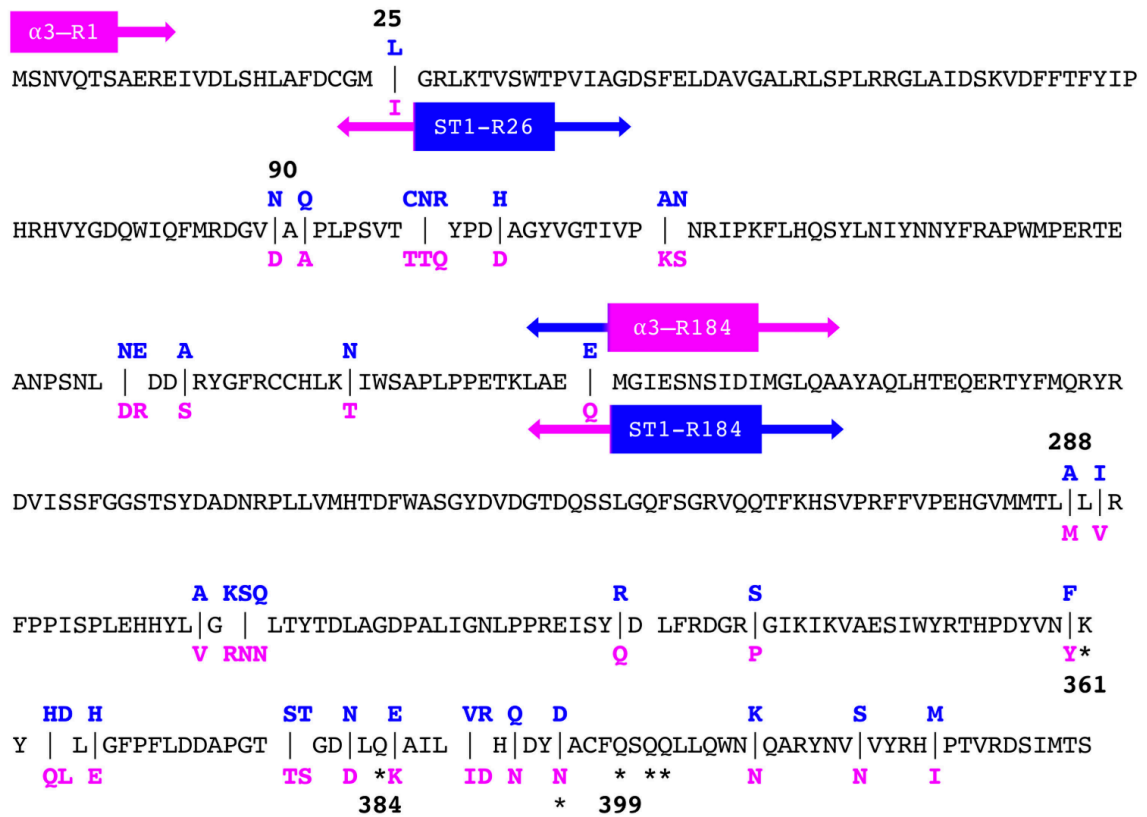 α3—R1
25
L
MSNVQTSAEREIVDLSHLAFDCGM | GRLKTVSWTPVIAGDSFELDAVGALRLSPLRRGLAIDSKVDFFTFYIP
I
ST1-R26
90
N Q CNR H AN
HRHVYGDQWIQFMRDGV|A|PLPSVT | YPD|AGYVGTIVP | NRIPKFLHQSYLNIYNNYFRAPWMPERTE
D A TTQ D KS
α3—R184
NE A N E
ANPSNL | DD|RYGFRCCHLK|IWSAPLPPETKLAE | MGIESNSIDIMGLQAAYAQLHTEQERTYFMQRYR
DR S T Q
ST1-R184
288
A I
DVISSFGGSTSYDADNRPLLVMHTDFWASGYDVDGTDQSSLGQFSGRVQQTFKHSVPRFFVPEHGVMMTL|L|R
M V
A KSQ R S F
FPPISPLEHHYL|G | LTYTDLAGDPALIGNLPPREISY|D LFRDGR|GIKIKVAESIWYRTHPDYVN|K
V RNN Q P Y*
361
HD H ST N E VR Q D K S M
Y | L|GFPFLDDAPGT | GD|LQ|AIL | H|DY|ACFQSQQLLQWN|QARYNV|VYRH|PTVRDSIMTS
QL E TS D *K ID N N * ** N N I
384 * 399